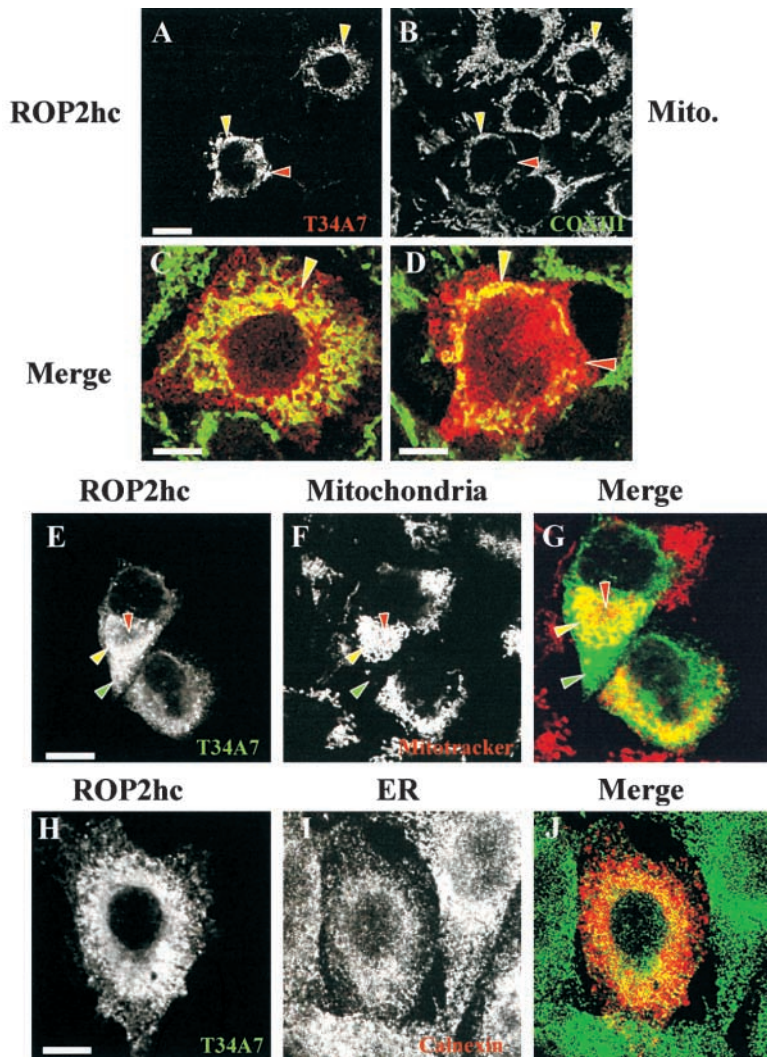 A B
ROP2hc Mito.
T34A7 COXIII
C D
Merge
ROP2hc Mitochondria Merge
E F G
T34A7 Mitotracker
ROP2hc ER Merge
H I J
T34A7 Calnexin